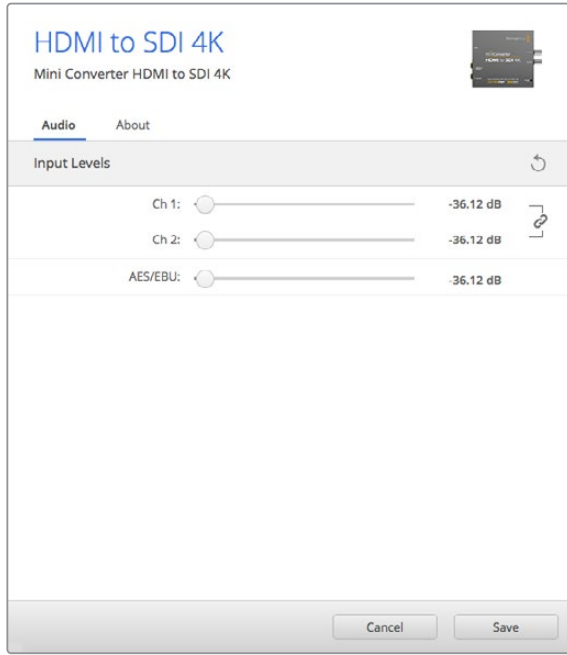 HDMI to SDI 4K
Mini Converter HDMI to SDI 4K
Audio About
Input Levels
Ch 1: -36.12 dB
Ch 2: -36.12 dB
AES/EBU: -36.12 dB
Cancel Save